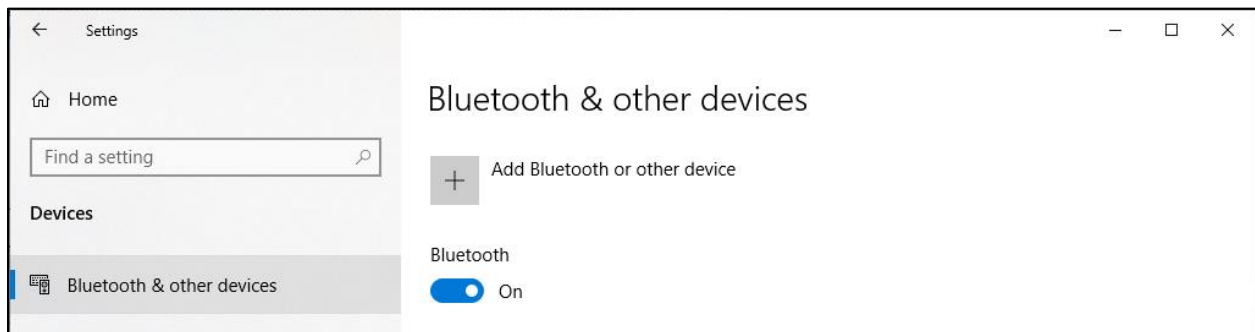 Settings
Home
Find a setting
Devices
Bluetooth & other devices
Bluetooth & other devices
Add Bluetooth or other device
Bluetooth
On